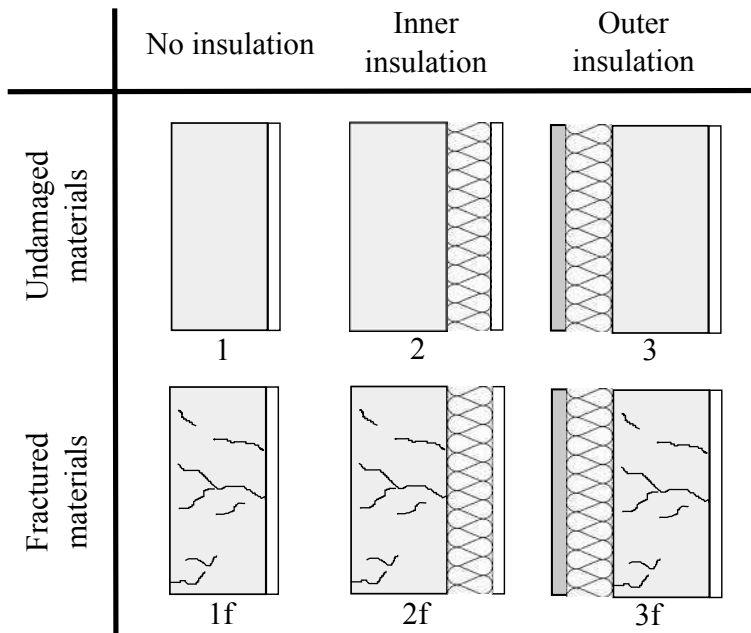 No insulation
Inner
insulation
Outer
insulation
Undamaged
materials
1
2
3
Fractured
materials
1f
2f
3f